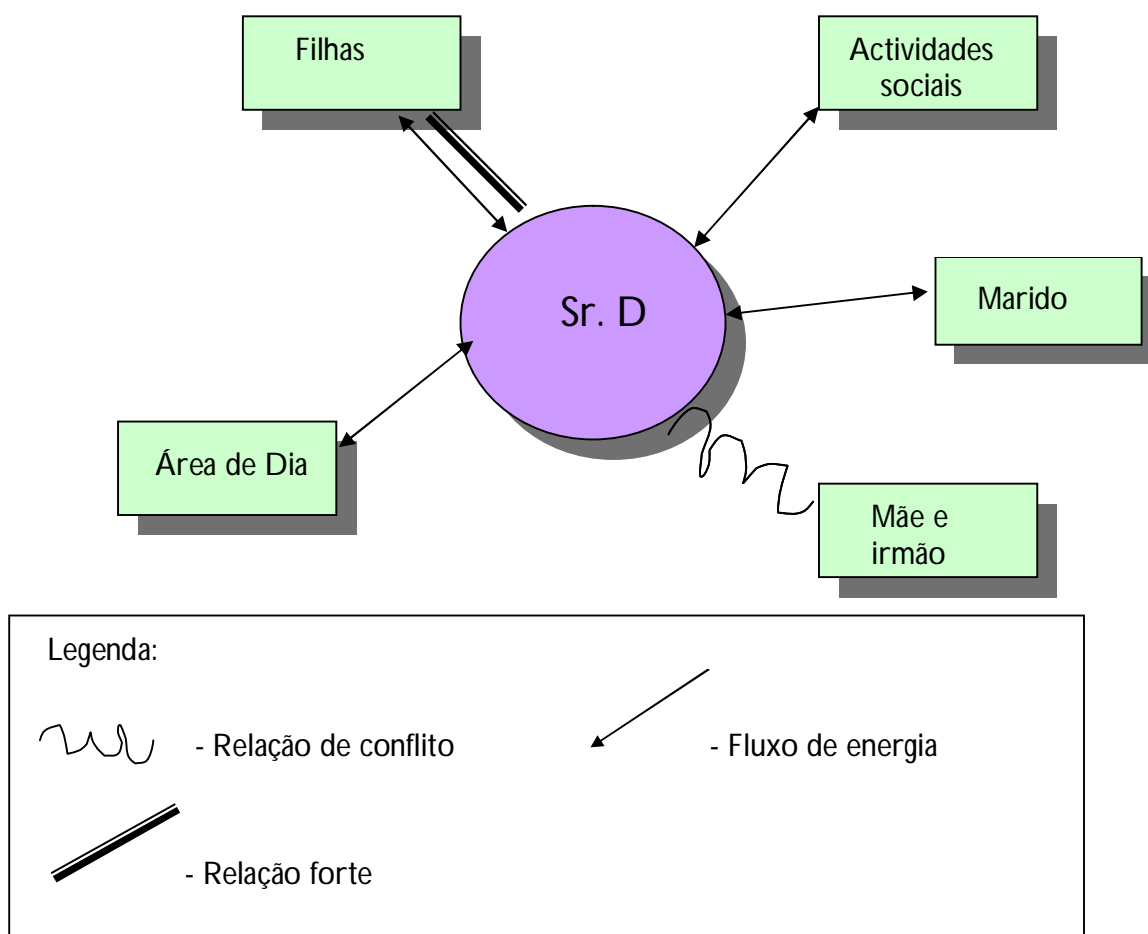 Filhas
Actividades
sociais
Sr. D
Marido
Área de Dia
Mãe e
irmão
Legenda:
- Relação de conflito
- Fluxo de energia
- Relação forte